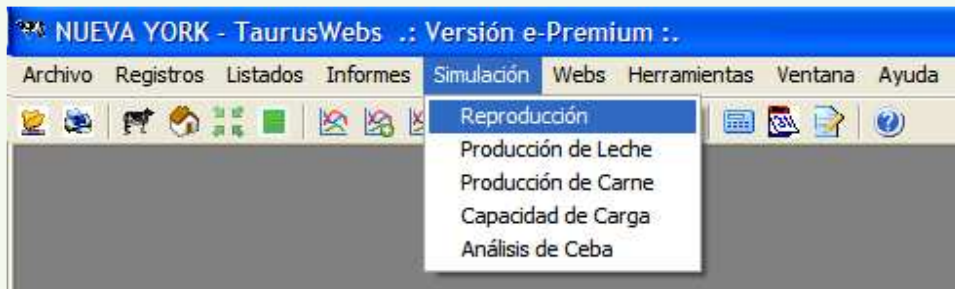 NUEVA YORK - TaurusWebs .: Versión e-Premium :.
Archivo Registros Listados Informes Simulación Webs Herramientas Ventana Ayuda
Reproducción
Producción de Leche
Producción de Carne
Capacidad de Carga
Análisis de Ceba